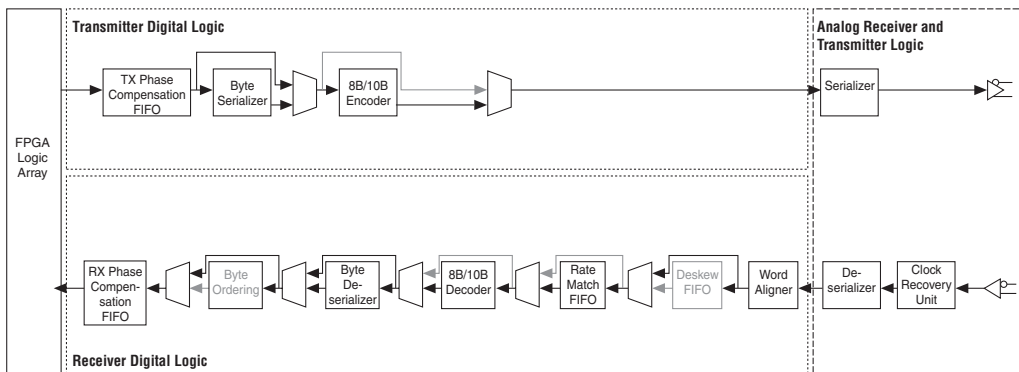 Transmitter Digital Logic
Analog Receiver and
Transmitter Logic
FPGA
Logic
Array
TX Phase
Compensation
FIFO
Byte
Serializer
8B/10B
Encoder
Serializer
RX Phase
Compen-
sation
FIFO
Byte
Ordering
Byte
De-
serializer
8B/10B
Decoder
Rate
Match
FIFO
Deskew
FIFO
Word
Aligner
De-
serializer
Clock
Recovery
Unit
Receiver Digital Logic